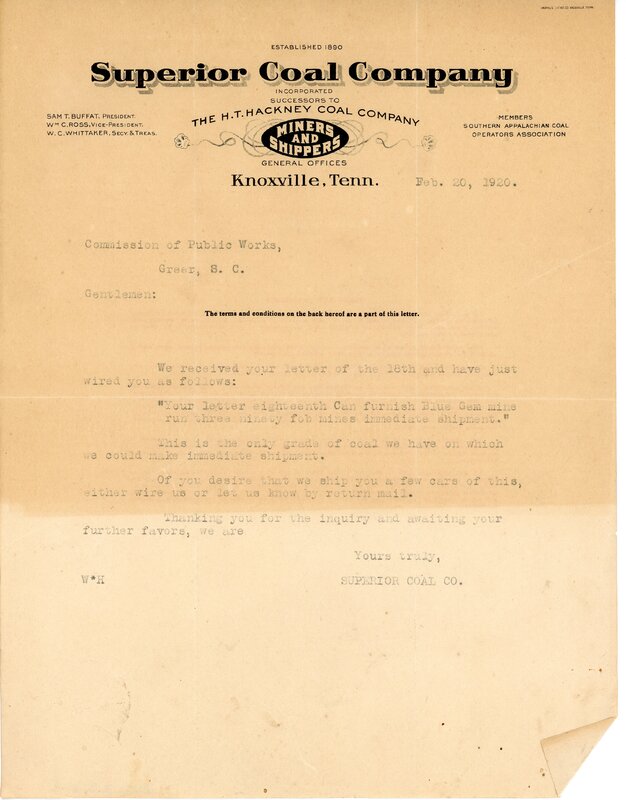 ESTABLISHED 1890
Superior Coal Company
INCORPORATED
SUCCESSORS TO
THE H.T. HACKNEY COAL COMPANY
SAM T. BUFFAT, PRESIDENT.
WM C. ROSS, VICE-PRESIDENT.
W. C. WHITTAKER, SECY. & TREAS.
MINERS
AND
SHIPPERS
MEMBERS
SOUTHERN APPALACHIAN COAL
OPERATORS ASSOCIATION
GENERAL OFFICES
Knoxville, Tenn.
Feb. 20, 1920.
Commission of Public Works,
Greer, S. C.
Gentlemen:
The terms and conditions on the back hereof are a part of this letter.
We received your letter of the 18th and have just
wired you as follows:
"Your letter eighteenth Can furnish Blue Gem mine
run three ninety fob mines immediate shipment."
This is the only grade of coal we have on which
we could make immediate shipment.
Of you desire that we ship you a few cars of this,
either wire us or let us know by return mail.
Thanking you for the inquiry and awaiting your
further favors, we are
Yours truly,
W*H
SUPERIOR COAL CO.